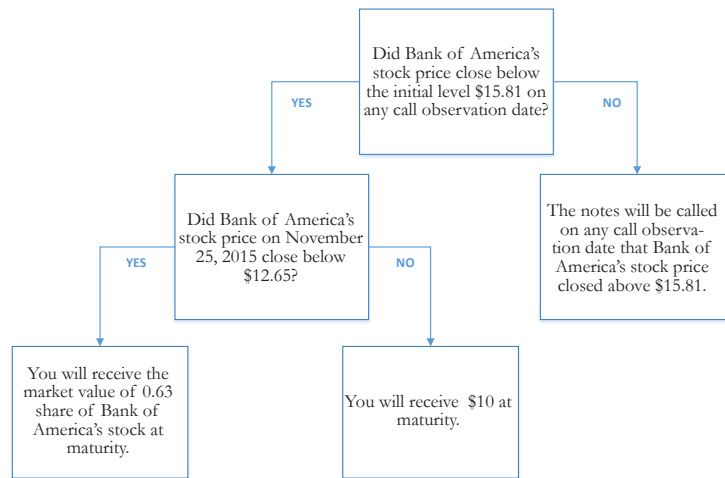 Did Bank of America's
stock price close below
the initial level $15.81 on
any call observation date?
YES
NO
Did Bank of America's
stock price on November
25, 2015 close below
$12.65?
The notes will be called
on any call observa-
tion date that Bank of
America's stock price
closed above $15.81.
YES
NO
You will receive the
market value of 0.63
share of Bank of
America's stock at
maturity.
You will receive $10 at
maturity.